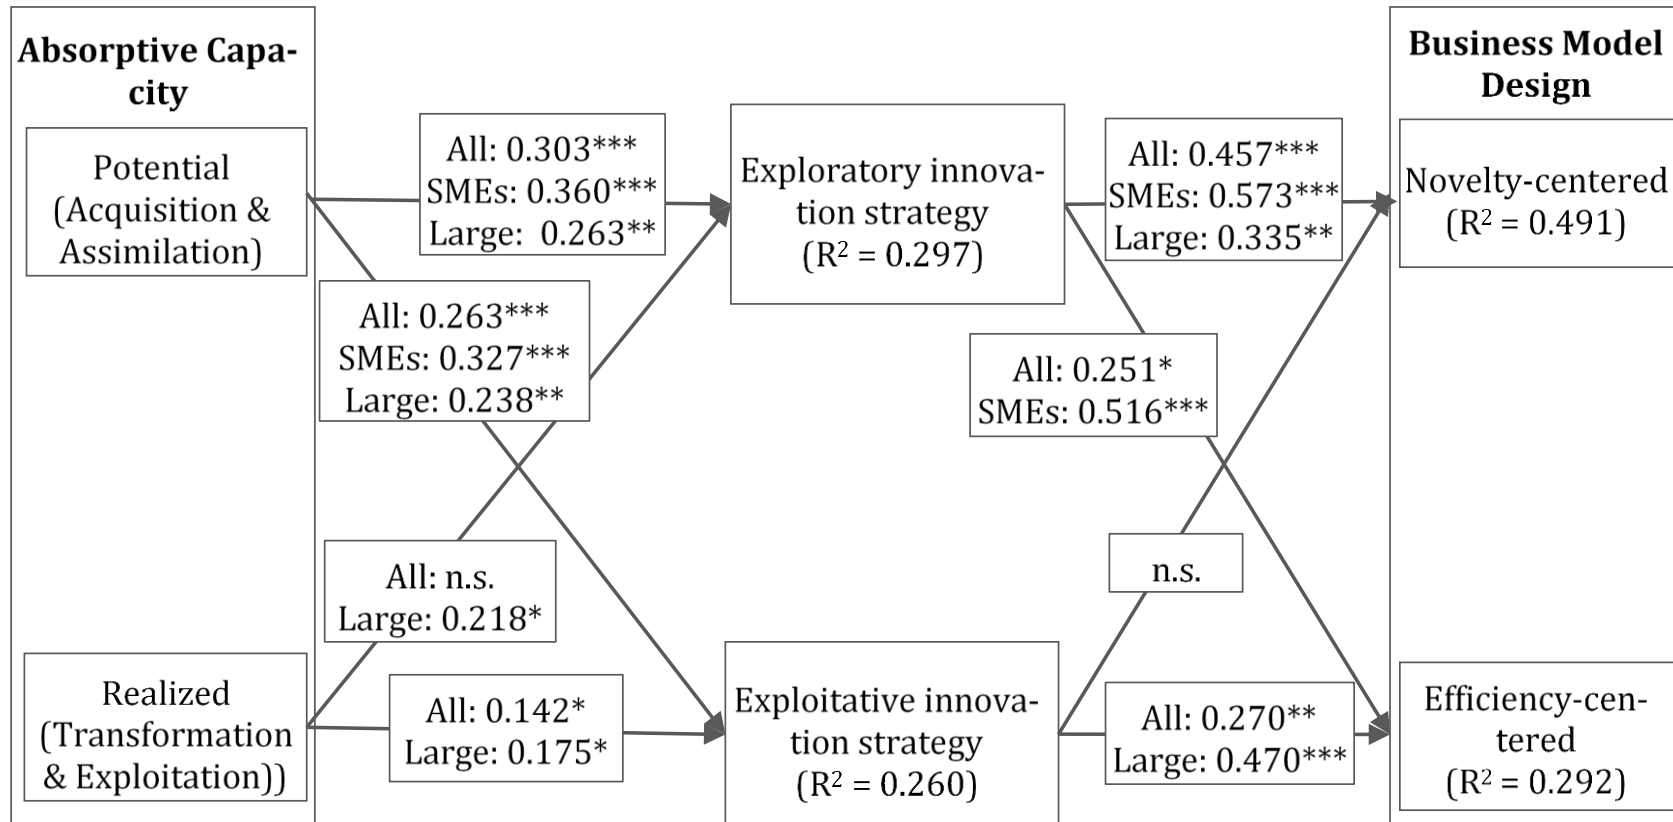 Absorptive Capa-
city
Potential
(Acquisition &
Assimilation)
Realized
(Transformation
& Exploitation))
All: 0.303***
SMEs: 0.360***
Large:  0.263**
All: 0.263***
SMEs: 0.327***
Large: 0.238**
All: n.s.
Large: 0.218*
All: 0.142*
Large: 0.175*
Exploratory innova-
tion strategy
(R² = 0.297)
Exploitative innova-
tion strategy
(R² = 0.260)
All: 0.457***
SMEs: 0.573***
Large: 0.335**
All: 0.251*
SMEs: 0.516***
n.s.
All: 0.270**
Large: 0.470***
Business Model
Design
Novelty-centered
(R² = 0.491)
Efficiency-cen-
tered
(R² = 0.292)